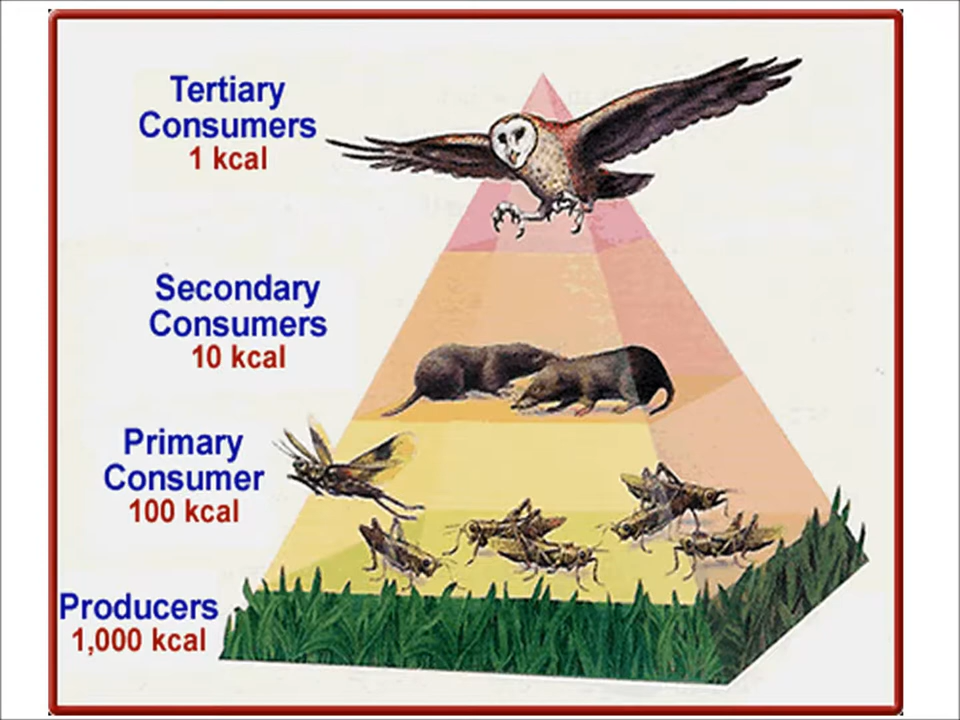 Tertiary
Consumers
1 kcal
Secondary
Consumers
10 kcal
Primary
Consumer
100 kcal
Producers
1,000 kcal